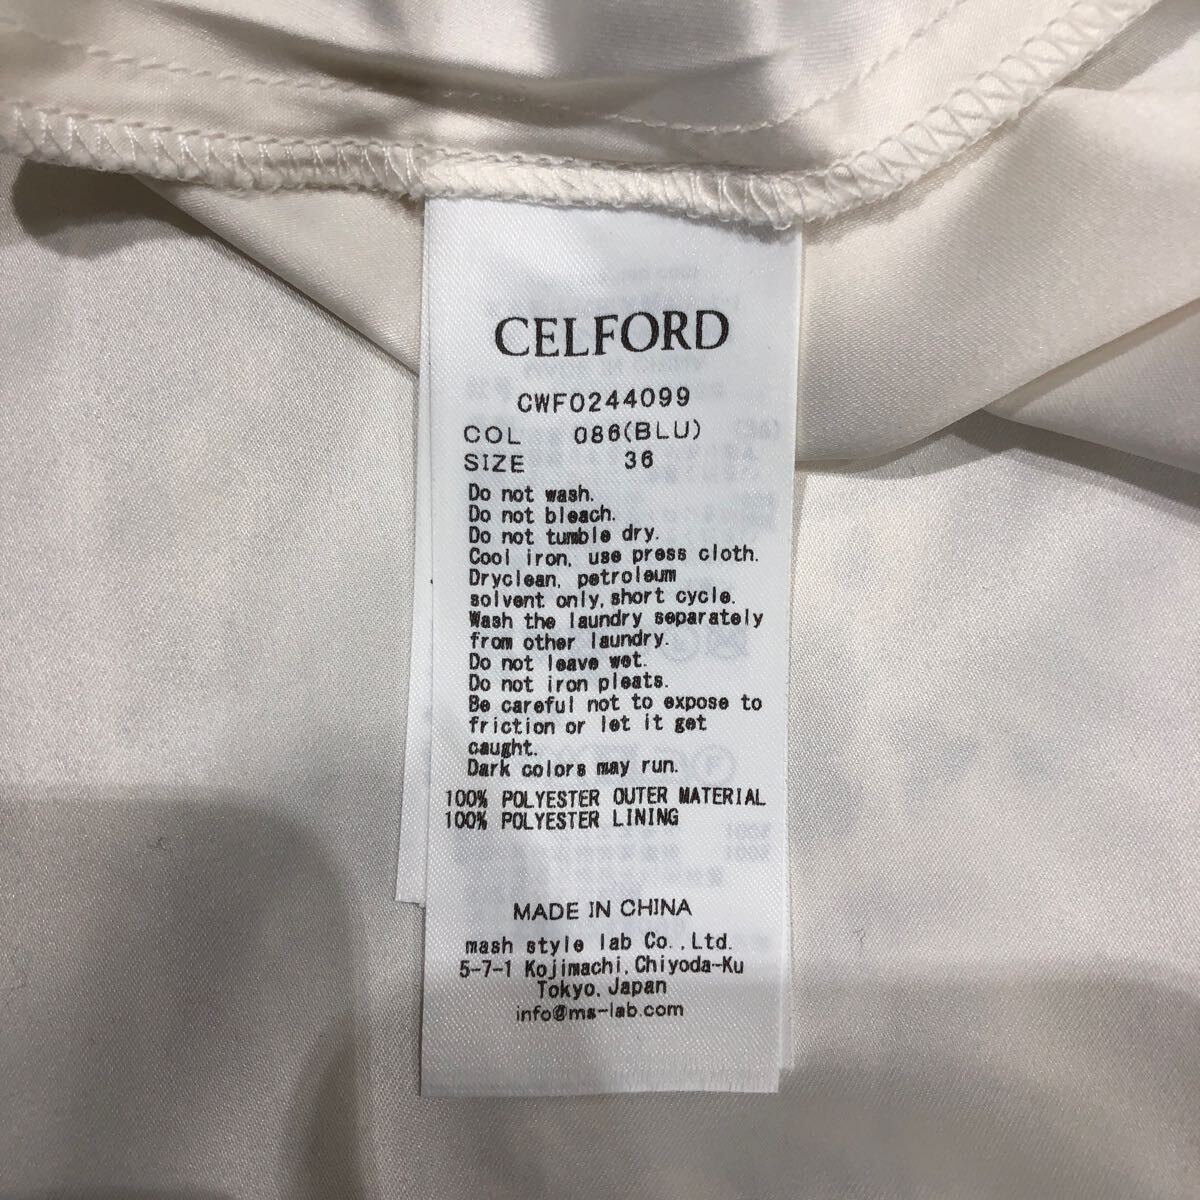 CELFORD
CWF0244099
COL 086(BLU)
SIZE 36
Do not wash.
Do not bleach.
Do not tumble dry.
Cool iron, use press cloth.
Dryclean, petroleum
solvent only, short cycle.
Wash the laundry separately
from other laundry.
Do not leave wet.
Do not iron pleats.
Be careful not to expose to
friction or let it get
caught.
Dark colors may run.
100% POLYESTER OUTER MATERIAL
100% POLYESTER LINING
MADE IN CHINA
mash style lab Co.,Ltd.
5-7-1 Kojimachi, Chiyoda-Ku
Tokyo, Japan
info@ms-lab.com